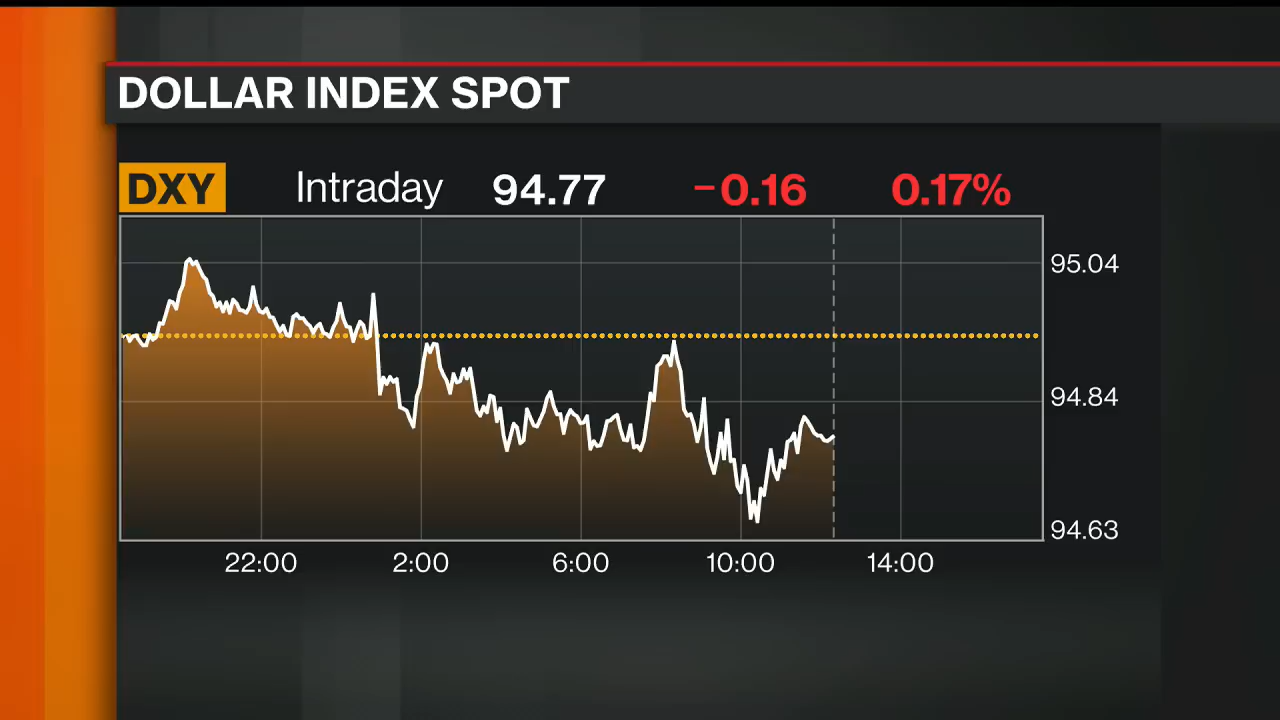 DOLLAR INDEX SPOT
DXY Intraday 94.77 −0.16 0.17%
95.04
94.84
94.63
22:00 2:00 6:00 10:00 14:00